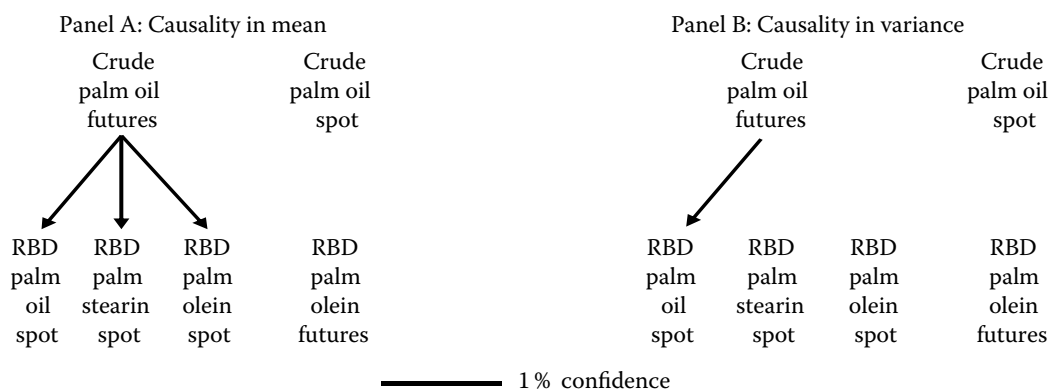 Panel A: Causality in mean
Crude
palm oil
futures
Crude
palm oil
spot
RBD
palm
oil
spot
RBD
palm
stearin
spot
RBD
palm
olein
spot
RBD
palm
olein
futures
Panel B: Causality in variance
Crude
palm oil
futures
Crude
palm oil
spot
RBD
palm
oil
spot
RBD
palm
stearin
spot
RBD
palm
olein
spot
RBD
palm
olein
futures
1 % confidence